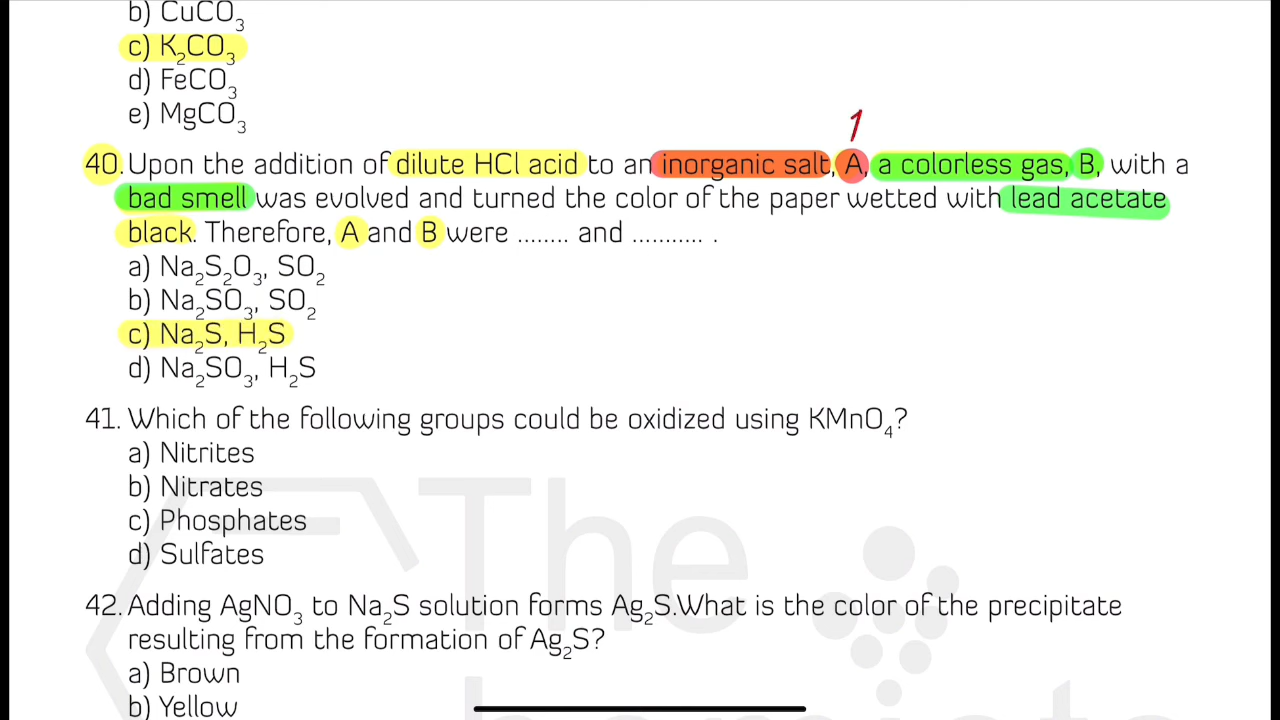 b) CuCO₃
c) K₂CO₃
d) FeCO₃
e) MgCO₃
1
40. Upon the addition of dilute HCl acid to an inorganic salt, A, a colorless gas, B, with a
bad smell was evolved and turned the color of the paper wetted with lead acetate
black. Therefore, A and B were ........ and ........... .
a) Na₂S₂O₃, SO₂
b) Na₂SO₃, SO₂
c) Na₂S, H₂S
d) Na₂SO₃, H₂S
41. Which of the following groups could be oxidized using KMnO₄?
a) Nitrites
b) Nitrates
c) Phosphates
d) Sulfates
The
42. Adding AgNO₃ to Na₂S solution forms Ag₂S.What is the color of the precipitate
resulting from the formation of Ag₂S?
a) Brown
b) Yellow